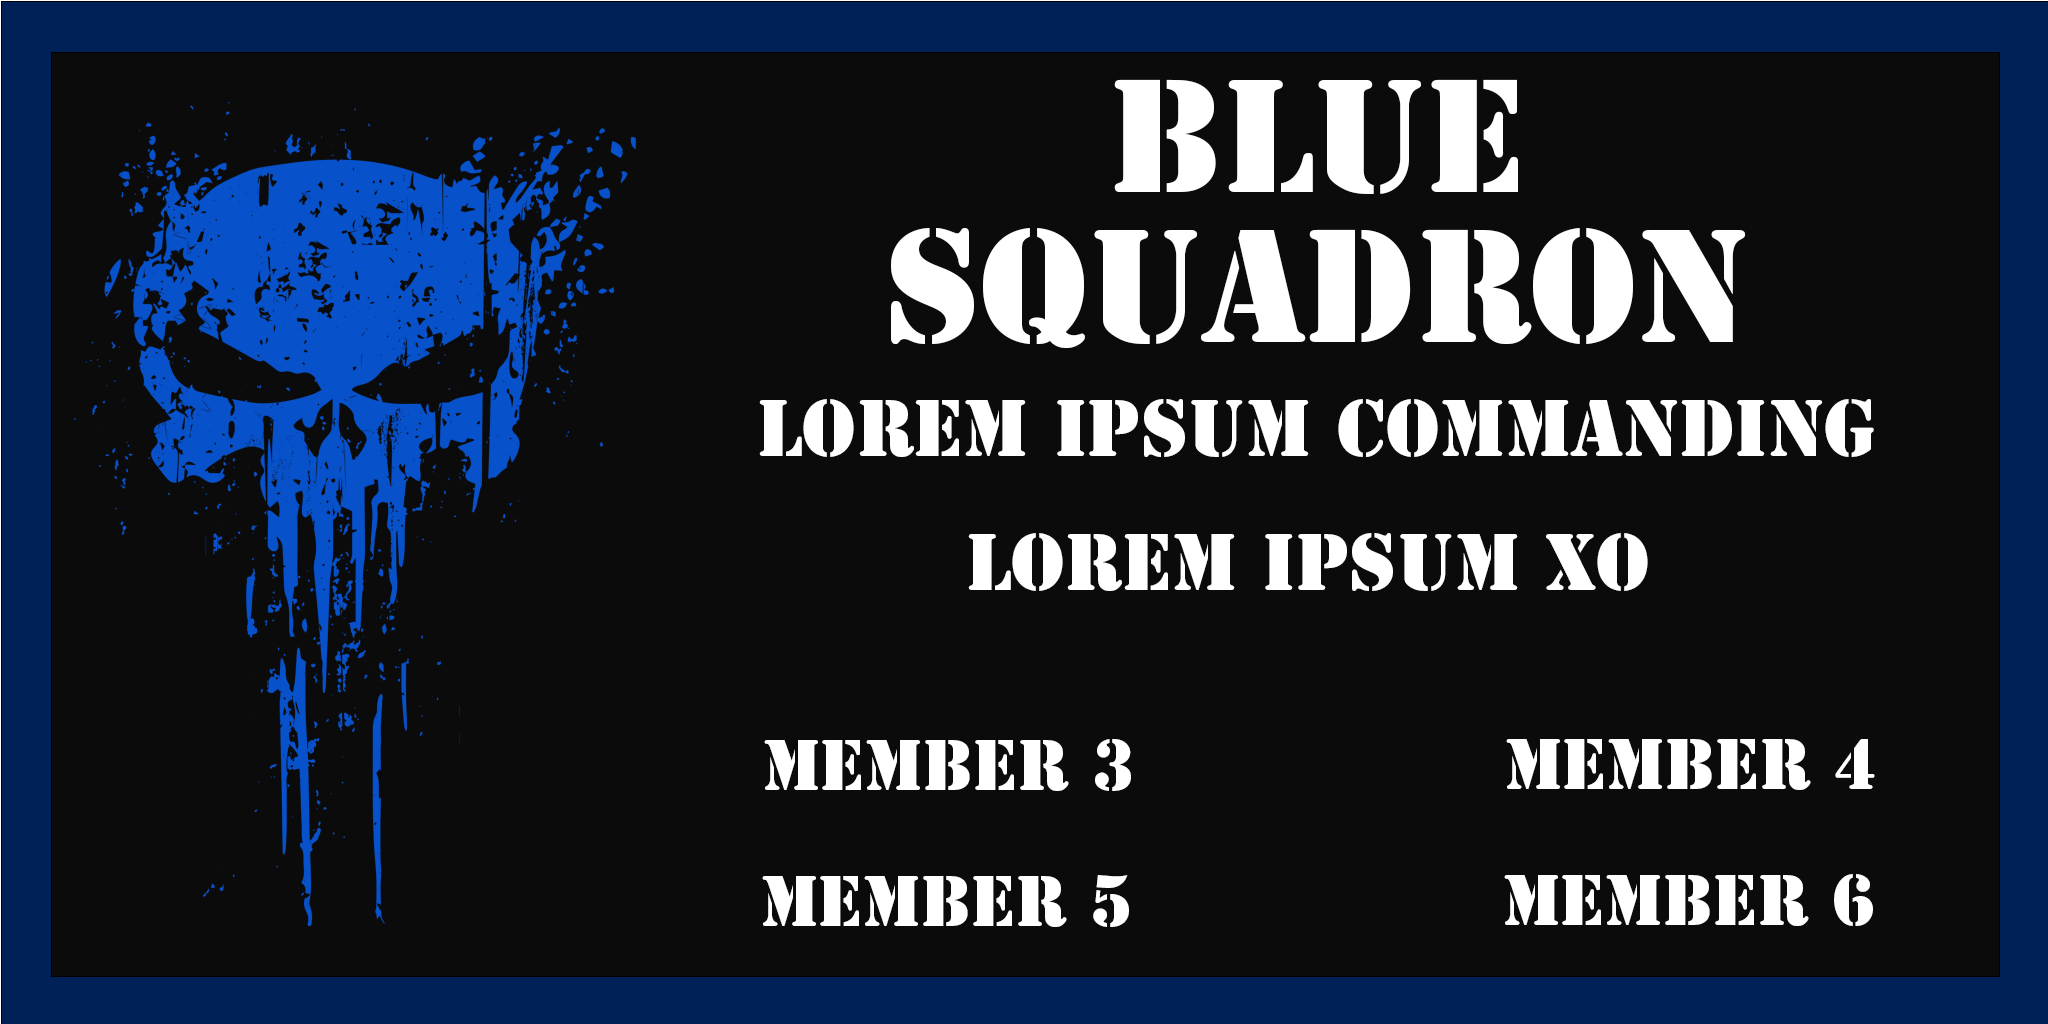 BLUE
SQUADRON
LOREM IPSUM COMMANDING
LOREM IPSUM XO
MEMBER 3 MEMBER 4
MEMBER 5 MEMBER 6